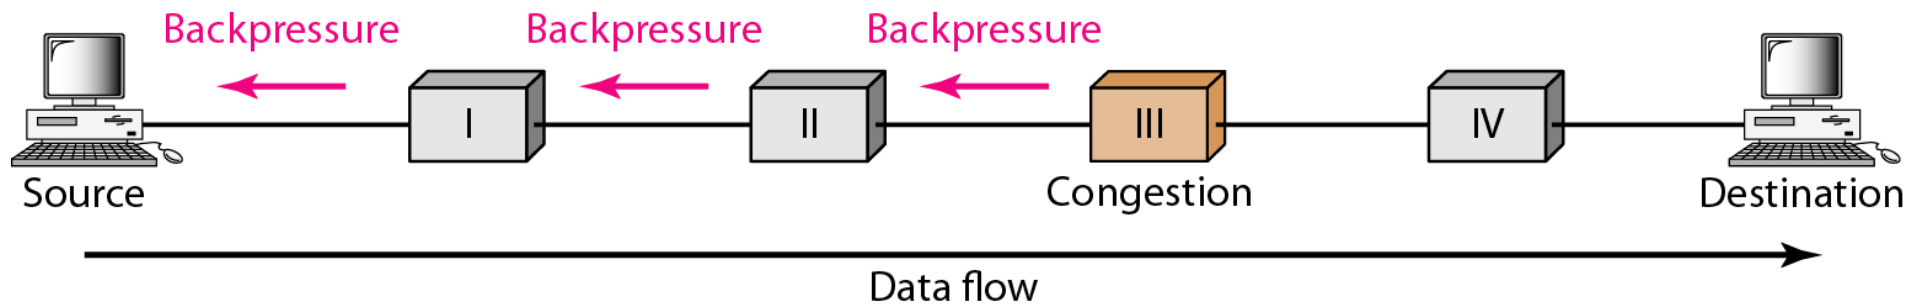 Backpressure Backpressure Backpressure
I II III IV
Source Congestion Destination
Data flow